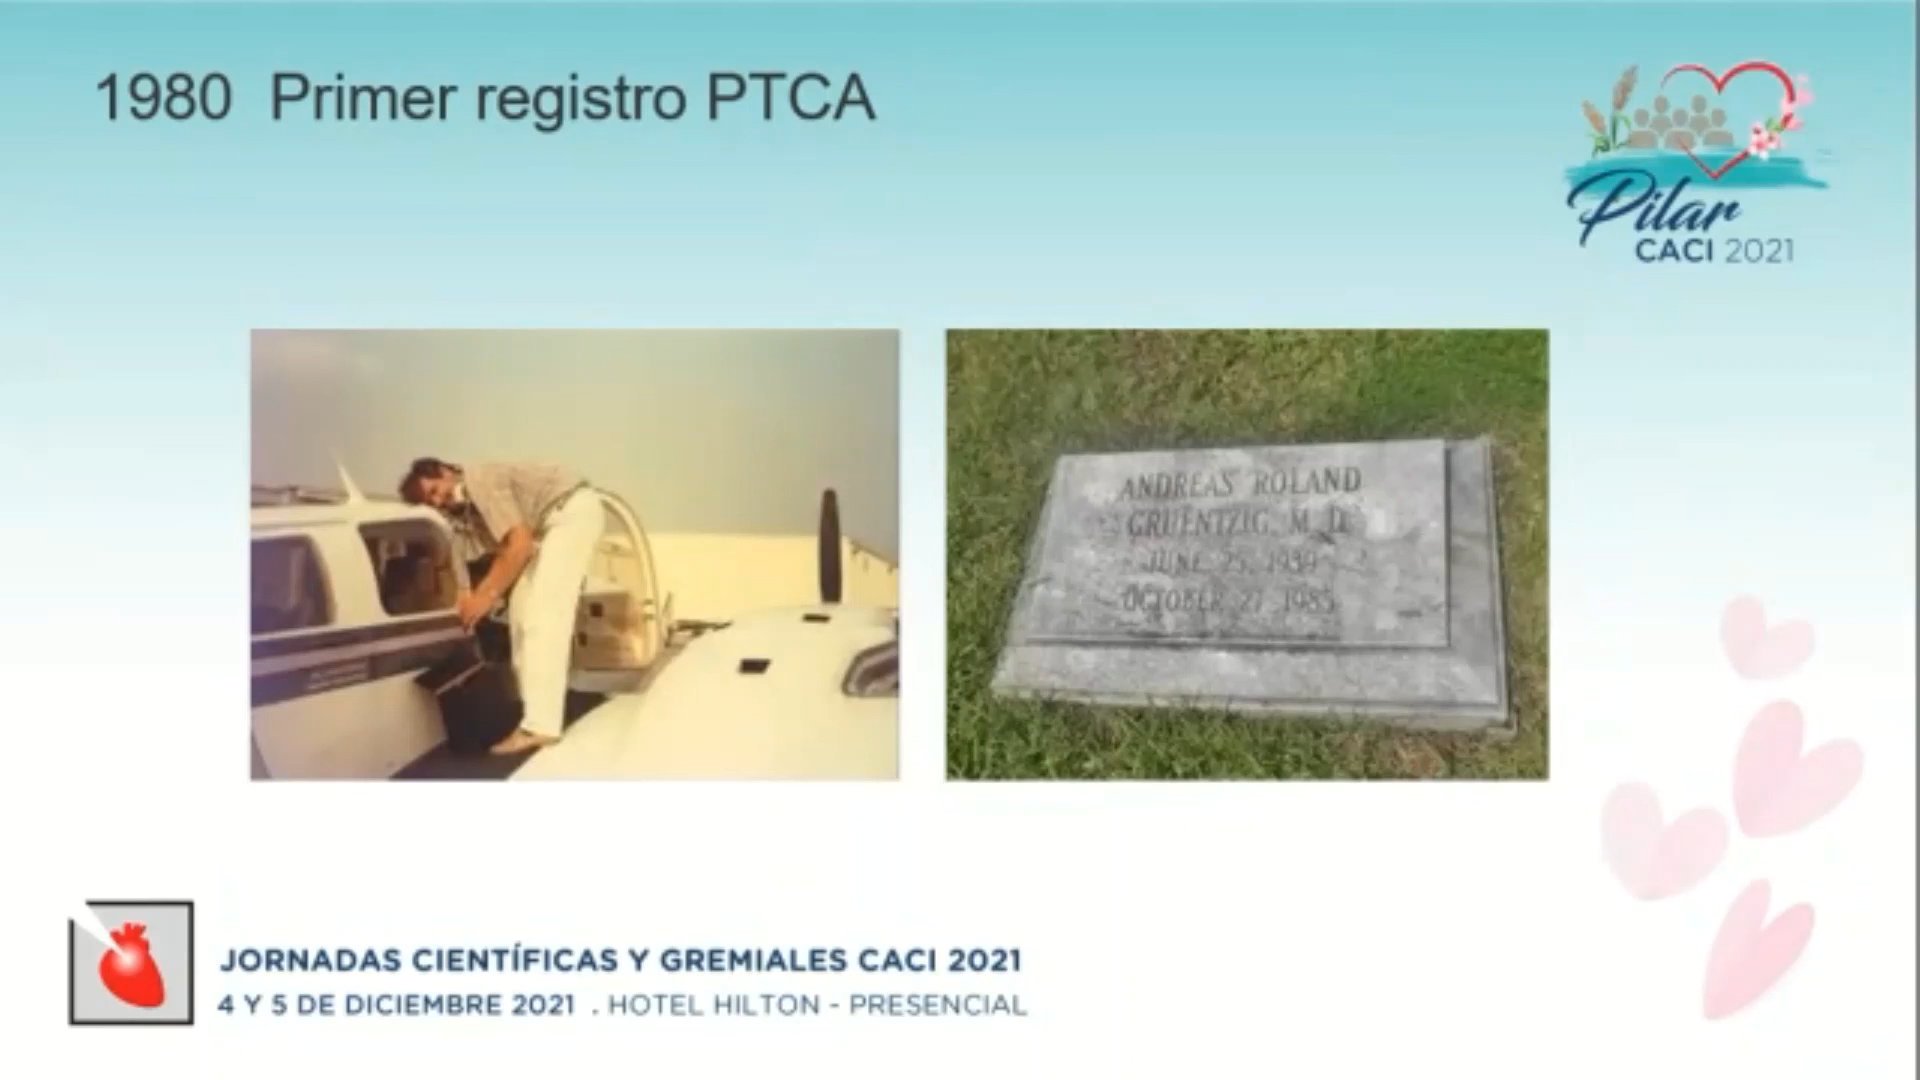 1980 Primer registro PTCA
Pilar
CACI 2021
ANDREAS ROLAND
GRUENTZIG, M. D.
JUNE 25, 1939
OCTOBER 27, 1985
JORNADAS CIENTÍFICAS Y GREMIALES CACI 2021
4 Y 5 DE DICIEMBRE 2021 . HOTEL HILTON - PRESENCIAL